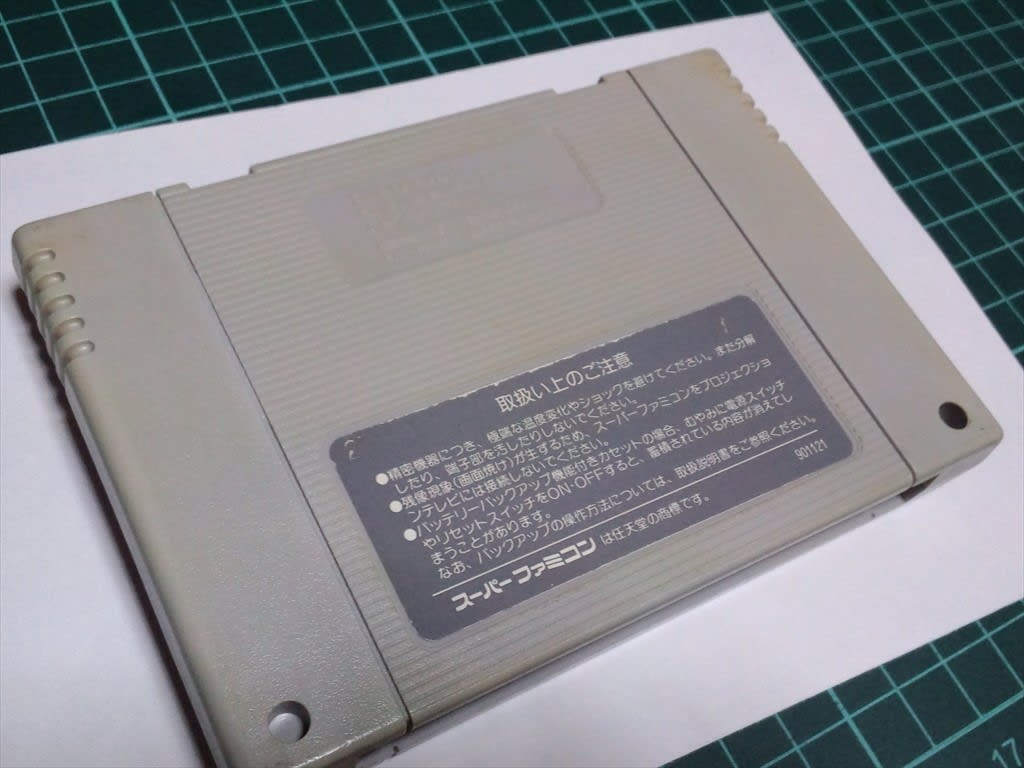 取扱い上のご注意
●精密機器につき、極端な温度変化やショックを避けてください。また分解
したり、端子部を汚したりしないでください。
●残像現象(画面焼け)が生ずるため、スーパーファミコンをプロジェクショ
ンテレビには接続しないでください。
●バッテリーバックアップ機能付きカセットの場合、むやみに電源スイッチ
やリセットスイッチをON-OFFすると、蓄積されている内容が消えてし
まうことがあります。
なお、バックアップの操作方法については、取扱説明書をご参照ください。
901121
スーパーファミコンは任天堂の商標です。
17